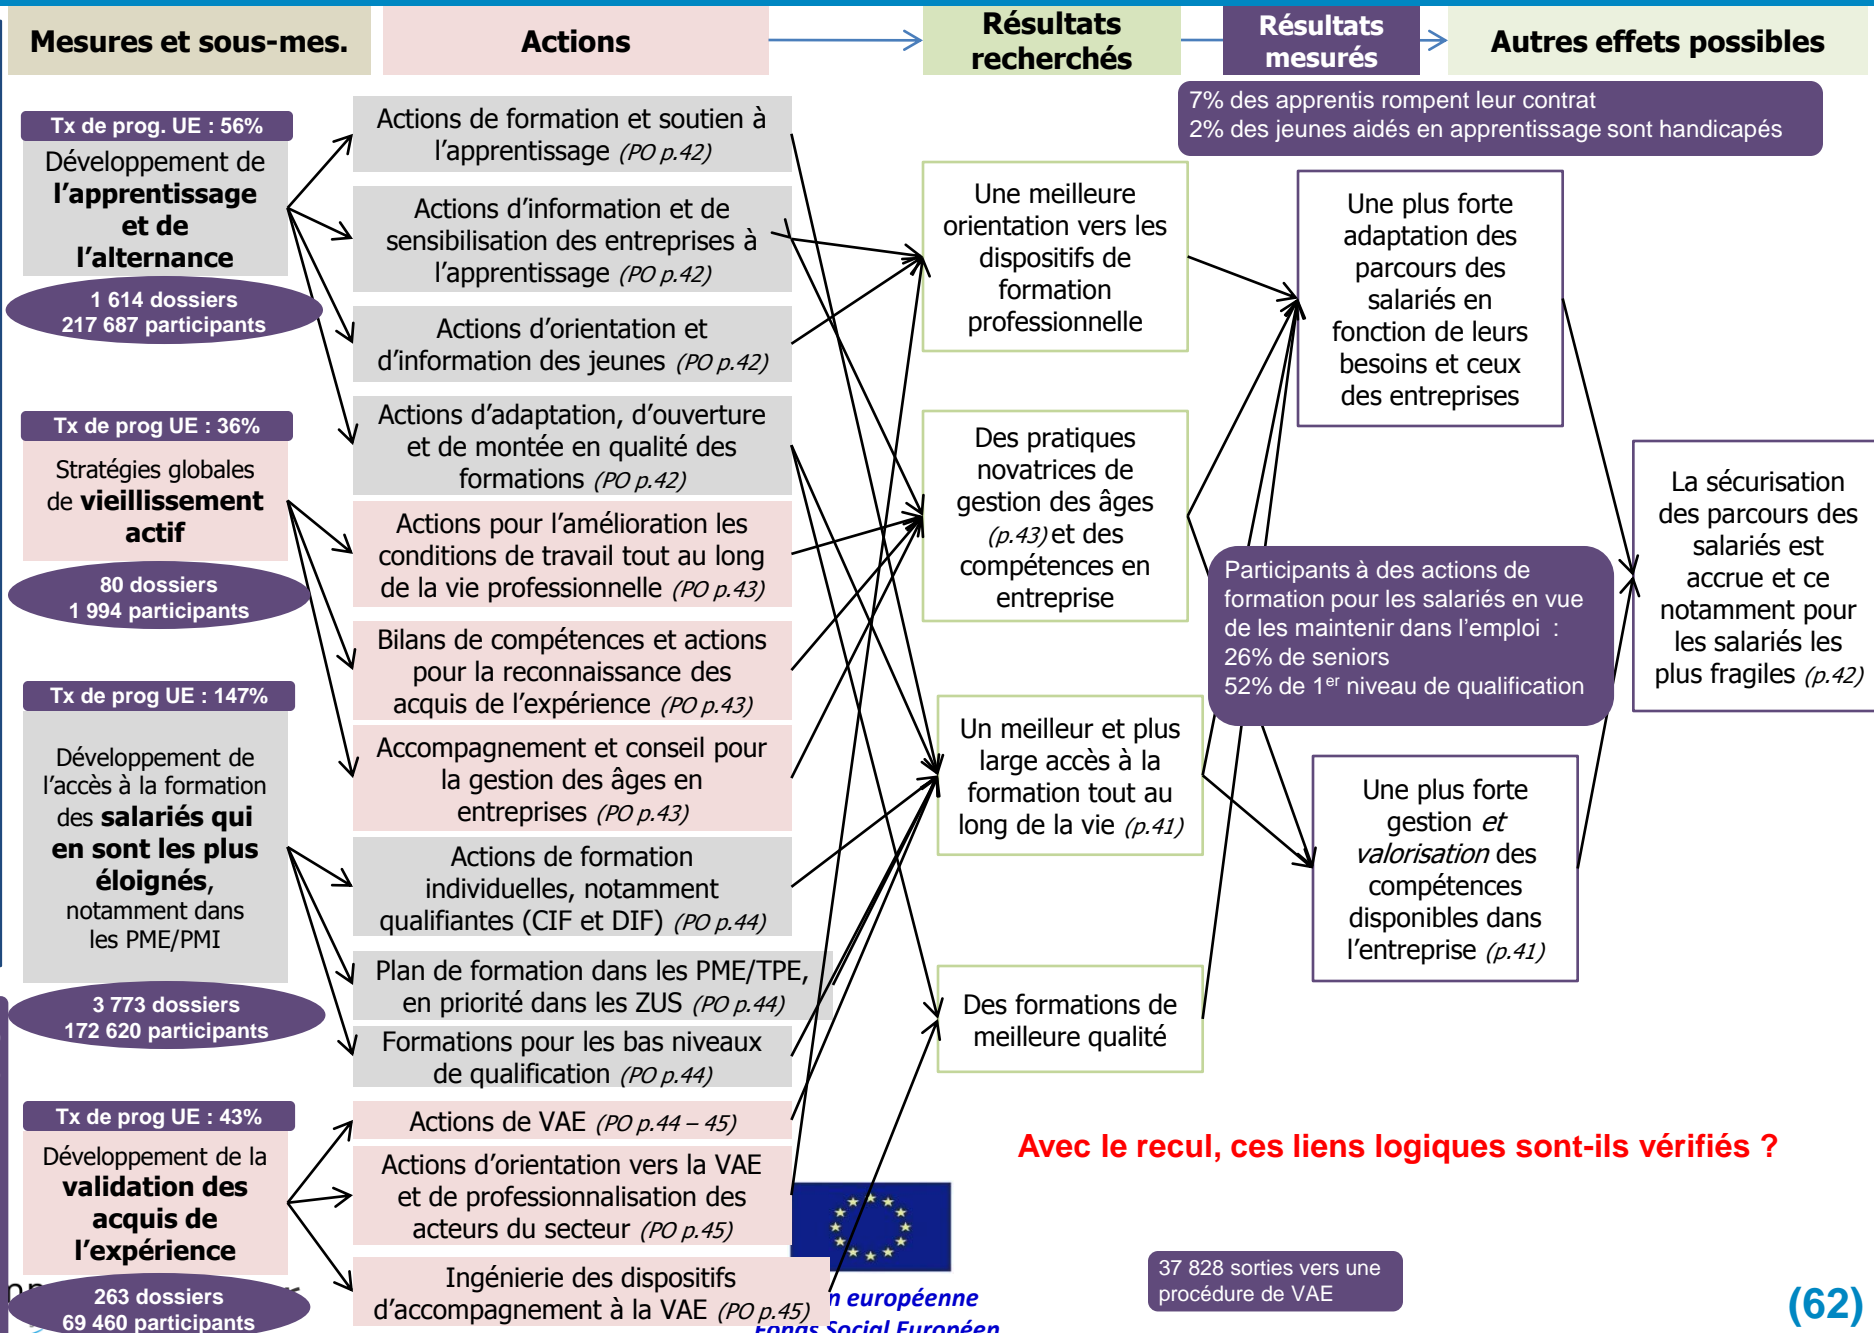 Mesures et sous-mes.
Actions
Résultats
recherchés
Résultats
mesurés
Autres effets possibles
7% des apprentis rompent leur contrat
2% des jeunes aidés en apprentissage sont handicapés
Tx de prog. UE : 56%
Développement de
l’apprentissage
et de
l’alternance
1 614 dossiers
217 687 participants
Tx de prog UE : 36%
Stratégies globales
de vieillissement
actif
80 dossiers
1 994 participants
Tx de prog UE : 147%
Développement de
l’accès à la formation
des salariés qui
en sont les plus
éloignés,
notamment dans
les PME/PMI
3 773 dossiers
172 620 participants
Tx de prog UE : 43%
Développement de la
validation des
acquis de
l’expérience
263 dossiers
69 460 participants
Actions de formation et soutien à
l’apprentissage (PO p.42)
Actions d’information et de
sensibilisation des entreprises à
l’apprentissage (PO p.42)
Actions d’orientation et
d’information des jeunes (PO p.42)
Actions d’adaptation, d’ouverture
et de montée en qualité des
formations (PO p.42)
Actions pour l’amélioration les
conditions de travail tout au long
de la vie professionnelle (PO p.43)
Bilans de compétences et actions
pour la reconnaissance des
acquis de l’expérience (PO p.43)
Accompagnement et conseil pour
la gestion des âges en
entreprises (PO p.43)
Actions de formation
individuelles, notamment
qualifiantes (CIF et DIF) (PO p.44)
Plan de formation dans les PME/TPE,
en priorité dans les ZUS (PO p.44)
Formations pour les bas niveaux
de qualification (PO p.44)
Actions de VAE (PO p.44 – 45)
Actions d’orientation vers la VAE
et de professionnalisation des
acteurs du secteur (PO p.45)
Ingénierie des dispositifs
d’accompagnement à la VAE (PO p.45)
Une meilleure
orientation vers les
dispositifs de
formation
professionnelle
Des pratiques
novatrices de
gestion des âges
(p.43) et des
compétences en
entreprise
Un meilleur et plus
large accès à la
formation tout au
long de la vie (p.41)
Des formations de
meilleure qualité
Une plus forte
adaptation des
parcours des
salariés en
fonction de leurs
besoins et ceux
des entreprises
Participants à des actions de
formation pour les salariés en vue
de les maintenir dans l’emploi :
26% de seniors
52% de 1er niveau de qualification
Une plus forte
gestion et
valorisation des
compétences
disponibles dans
l’entreprise (p.41)
La sécurisation
des parcours des
salariés est
accrue et ce
notamment pour
les salariés les
plus fragiles (p.42)
Avec le recul, ces liens logiques sont-ils vérifiés ?
37 828 sorties vers une
procédure de VAE
européenne
Fonds Social Européen
(62)